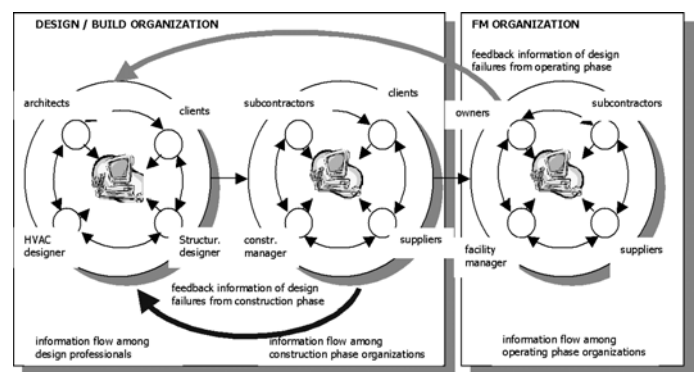 DESIGN / BUILD ORGANIZATION
FM ORGANIZATION
feedback information of design
failures from operating phase
architects
clients
subcontractors
clients
owners
subcontractors
HVAC
designer
Structur.
designer
constr.
manager
suppliers
facility
manager
suppliers
feedback information of design
failures from construction phase
information flow among
design professionals
information flow among
construction phase organizations
information flow among
operating phase organizations